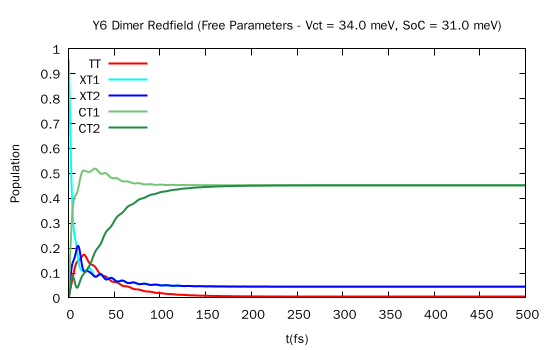 Y6 Dimer Redfield (Free Parameters - Vct = 34.0 meV, SoC = 31.0 meV)
1
0.9
0.8
0.7
0.6
0.5
0.4
0.3
0.2
0.1
0
Population
TT
XT1
XT2
CT1
CT2
0 50 100 150 200 250 300 350 400 450 500
t(fs)